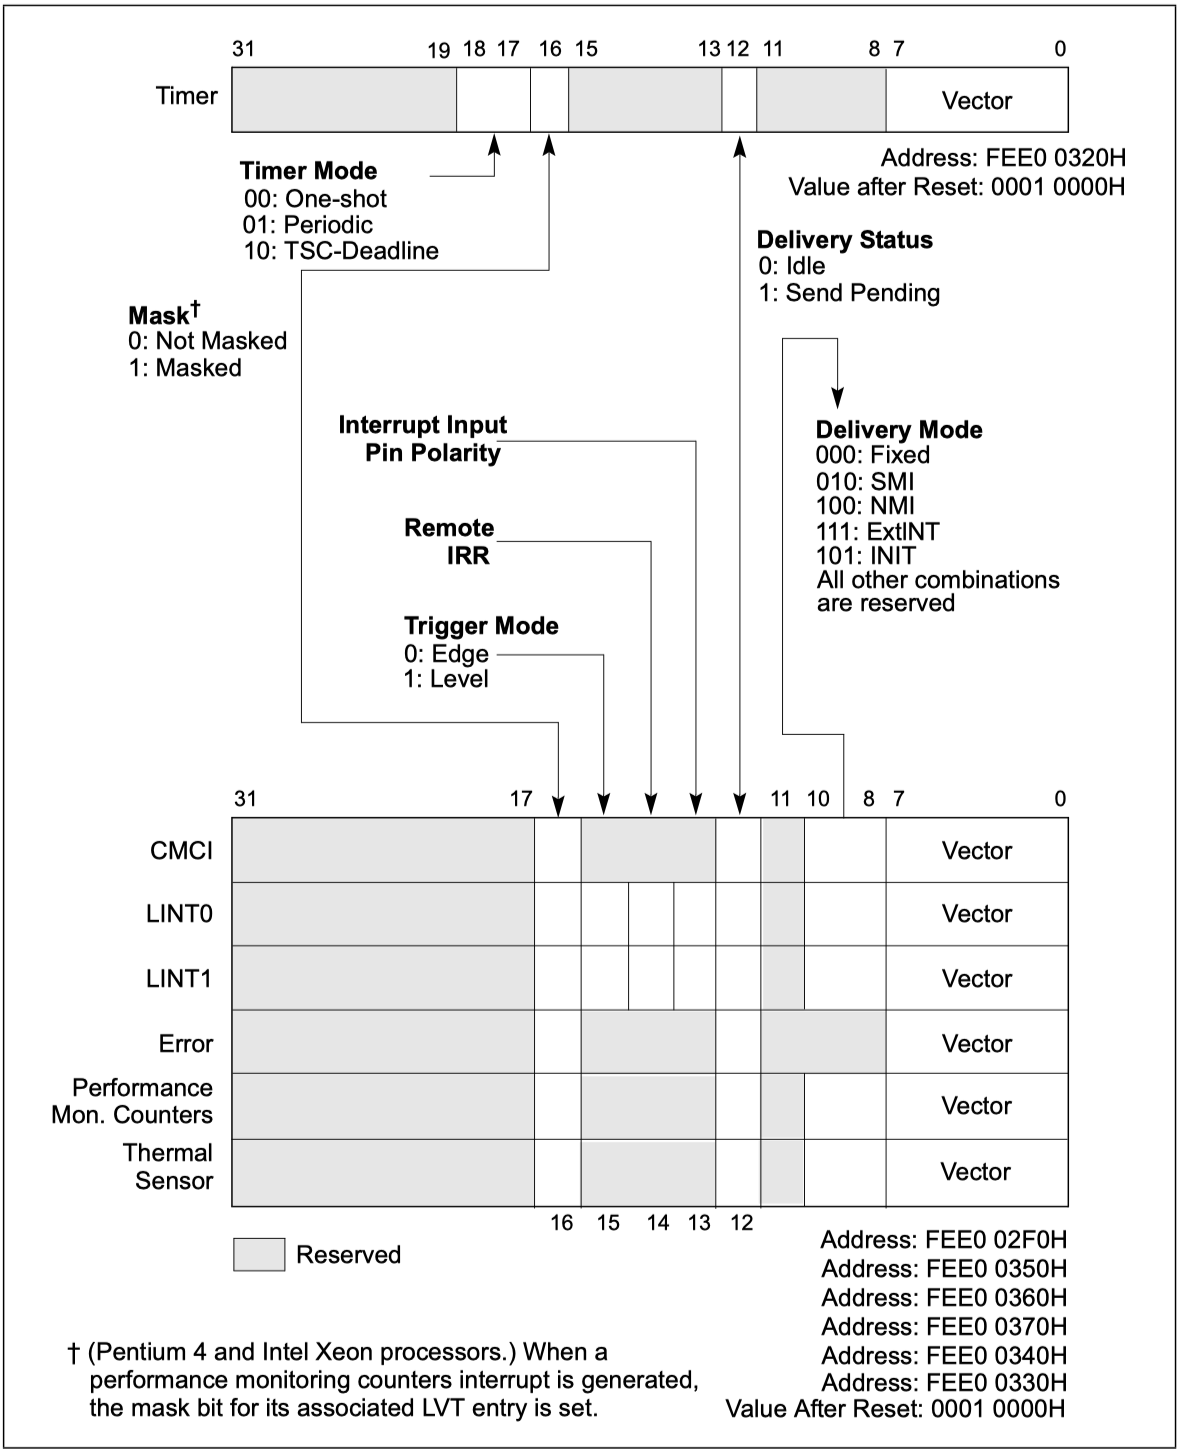 31 19 18 17 16 15 13 12 11 8 7 0
Timer Vector
Address: FEE0 0320H
Value after Reset: 0001 0000H
Timer Mode
00: One-shot
01: Periodic
10: TSC-Deadline
Delivery Status
0: Idle
1: Send Pending
Mask†
0: Not Masked
1: Masked
Interrupt Input
Pin Polarity
Delivery Mode
000: Fixed
010: SMI
100: NMI
111: ExtINT
101: INIT
All other combinations
are reserved
Remote
IRR
Trigger Mode
0: Edge
1: Level
31 17 11 10 8 7 0
CMCI Vector
LINT0 Vector
LINT1 Vector
Error Vector
Performance
Mon. Counters Vector
Thermal
Sensor Vector
16 15 14 13 12
Reserved
Address: FEE0 02F0H
Address: FEE0 0350H
Address: FEE0 0360H
Address: FEE0 0370H
Address: FEE0 0340H
Address: FEE0 0330H
Value After Reset: 0001 0000H
† (Pentium 4 and Intel Xeon processors.) When a
performance monitoring counters interrupt is generated,
the mask bit for its associated LVT entry is set.